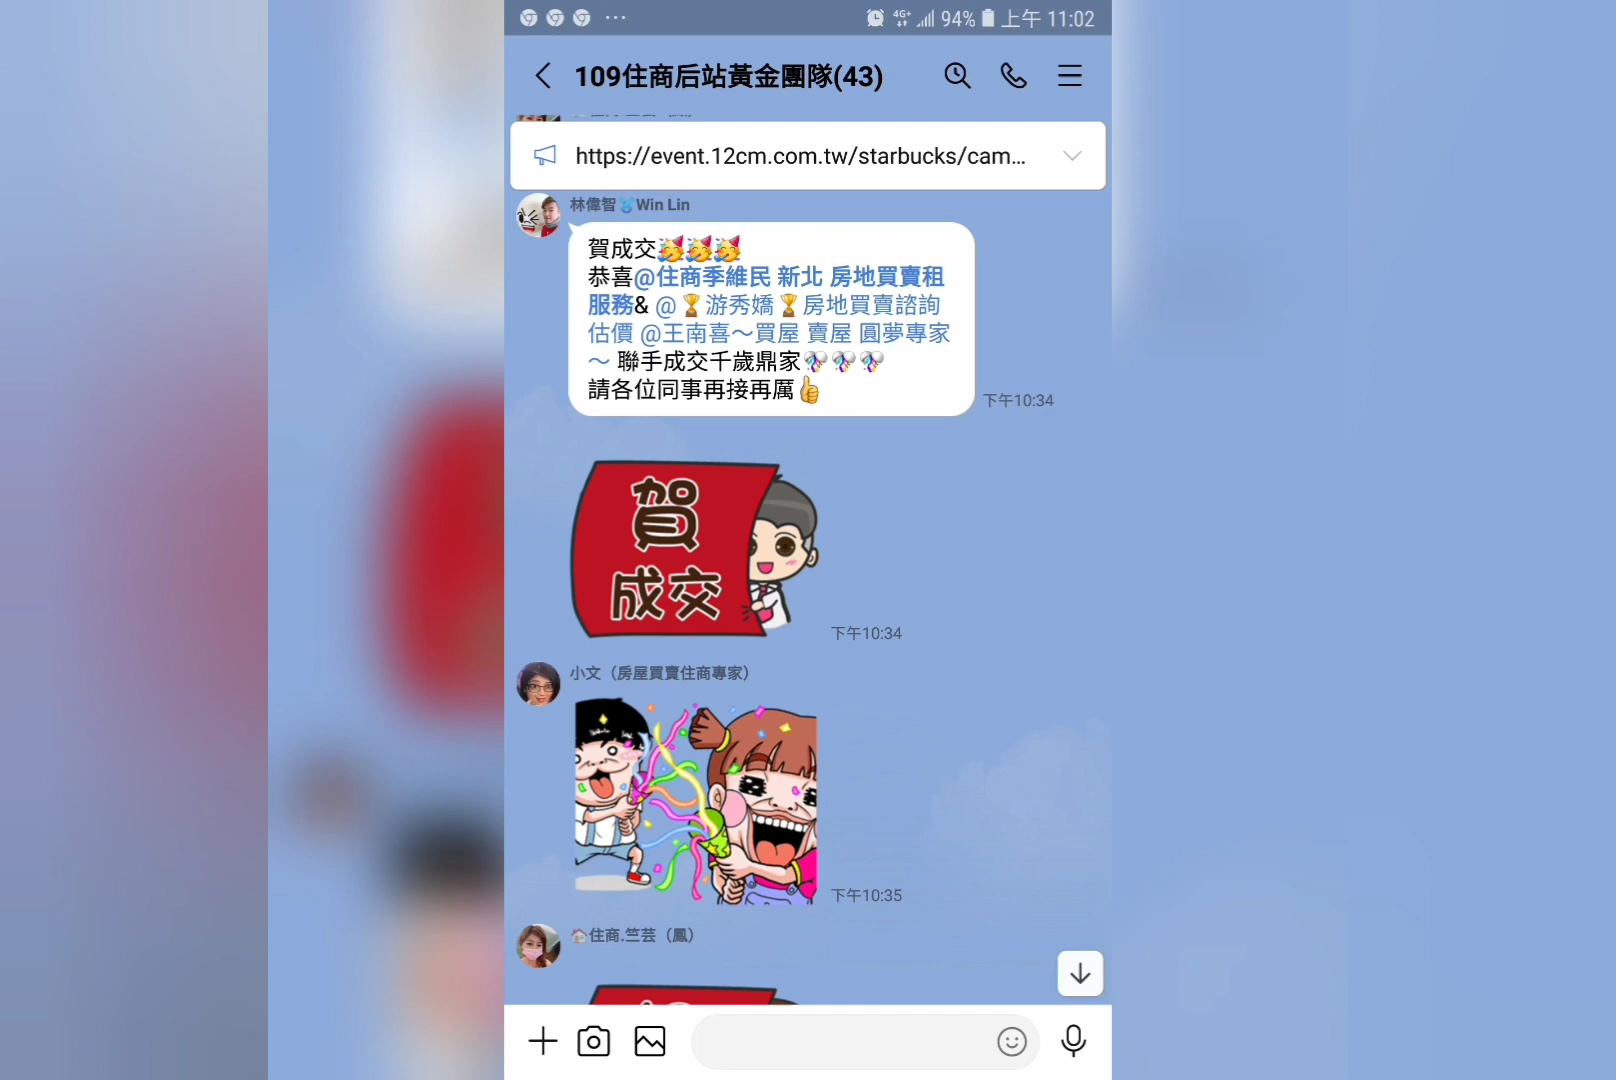 4G+ 94% 上午 11:02
109住商后站黃金團隊(43)
https://event.12cm.com.tw/starbucks/cam...
林偉智 Win Lin
賀成交🥳🥳🥳
恭喜@住商季維民 新北 房地買賣租
服務& @🏆游秀嬌🏆房地買賣諮詢
估價 @王南喜～買屋 賣屋 圓夢專家
～ 聯手成交千歲鼎家🎊🎊🎊
請各位同事再接再厲👍
下午10:34
賀
成交
下午10:34
小文（房屋買賣住商專家）
下午10:35
🏠住商.竺芸（鳳）